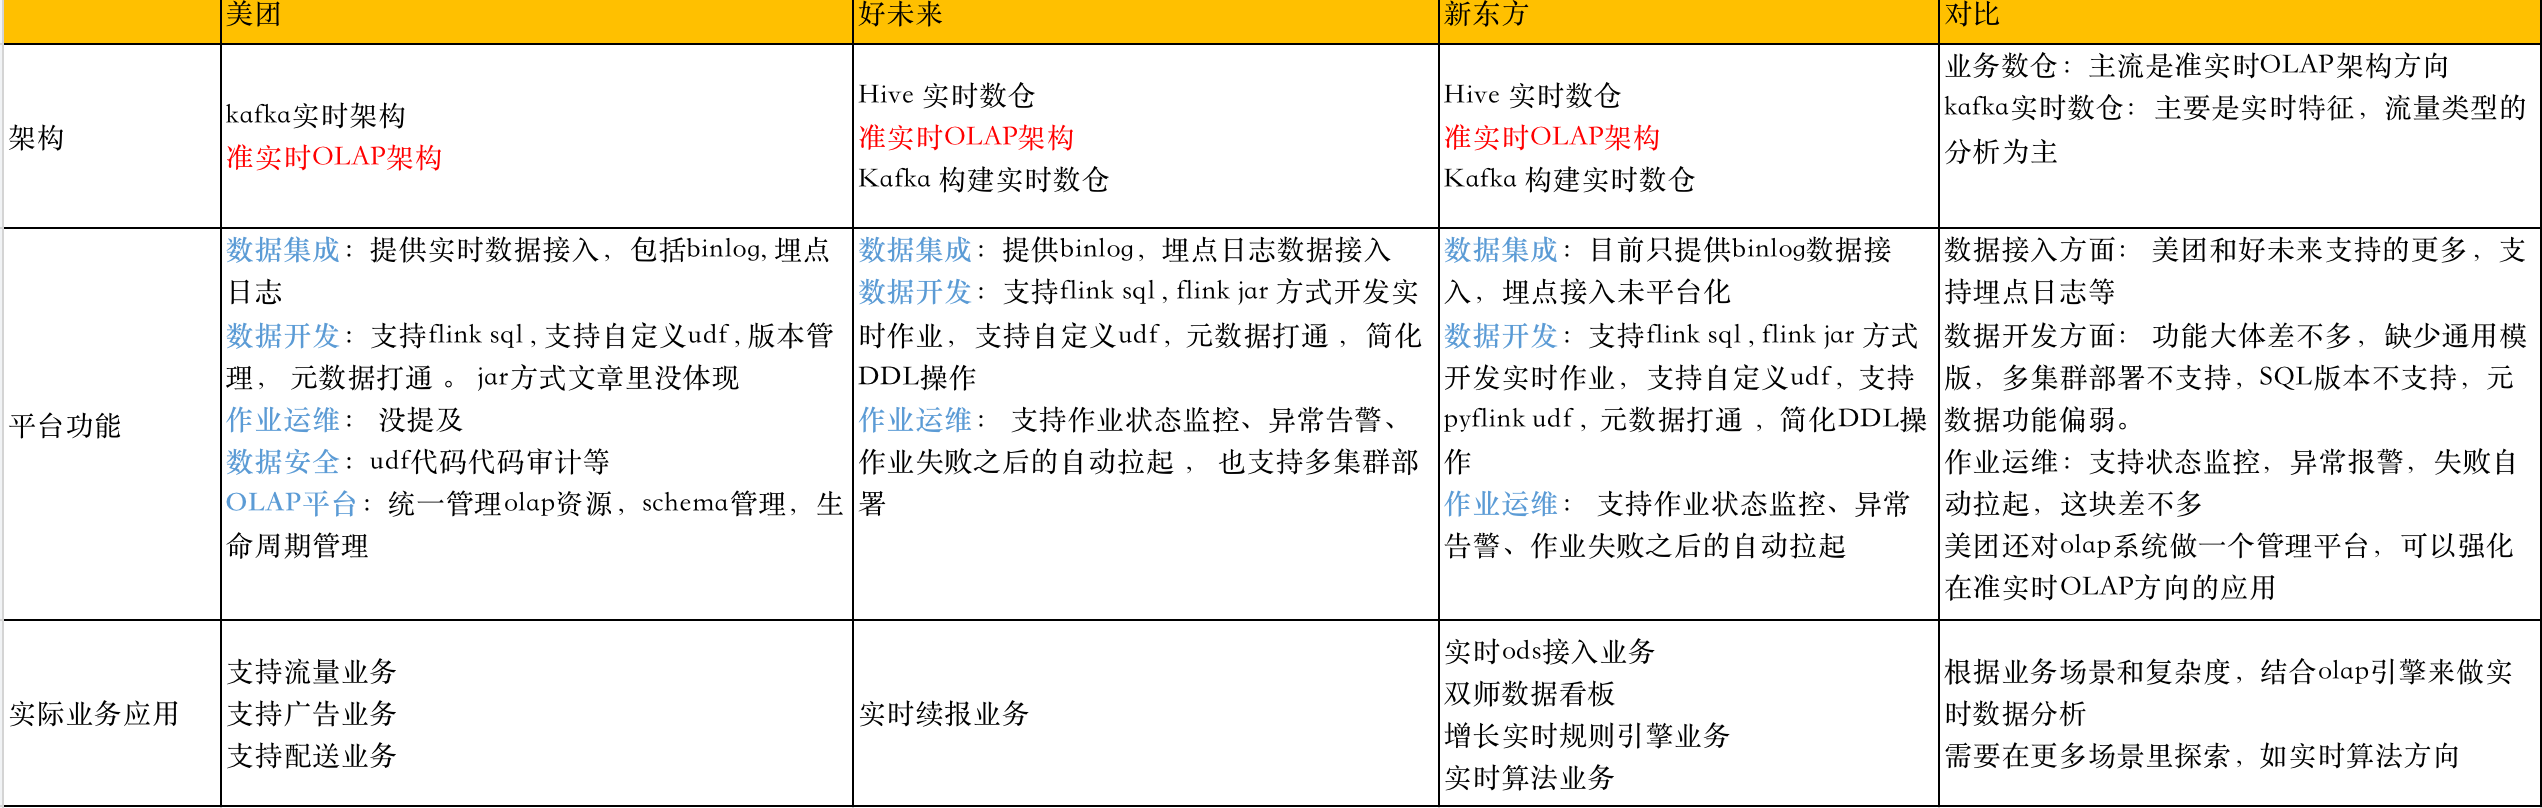 美团
好未来
新东方
对比
架构
kafka实时架构
准实时OLAP架构
Hive 实时数仓
准实时OLAP架构
Kafka 构建实时数仓
Hive 实时数仓
准实时OLAP架构
Kafka 构建实时数仓
业务数仓：主流是准实时OLAP架构方向
kafka实时数仓：主要是实时特征，流量类型的
分析为主
平台功能
数据集成：提供实时数据接入，包括binlog, 埋点
日志
数据开发：支持flink sql , 支持自定义udf , 版本管
理， 元数据打通 。 jar方式文章里没体现
作业运维： 没提及
数据安全：udf代码代码审计等
OLAP平台：统一管理olap资源，schema管理，生
命周期管理
数据集成：提供binlog，埋点日志数据接入
数据开发：支持flink sql , flink jar 方式开发实
时作业，支持自定义udf，元数据打通 ，简化
DDL操作
作业运维： 支持作业状态监控、异常告警、
作业失败之后的自动拉起 ， 也支持多集群部
署
数据集成：目前只提供binlog数据接
入，埋点接入未平台化
数据开发：支持flink sql , flink jar 方式
开发实时作业，支持自定义udf，支持
pyflink udf，元数据打通 ，简化DDL操
作
作业运维： 支持作业状态监控、异常
告警、作业失败之后的自动拉起
数据接入方面： 美团和好未来支持的更多，支
持埋点日志等
数据开发方面： 功能大体差不多，缺少通用模
版，多集群部署不支持，SQL版本不支持，元
数据功能偏弱。
作业运维：支持状态监控，异常报警，失败自
动拉起，这块差不多
美团还对olap系统做一个管理平台，可以强化
在准实时OLAP方向的应用
实际业务应用
支持流量业务
支持广告业务
支持配送业务
实时续报业务
实时ods接入业务
双师数据看板
增长实时规则引擎业务
实时算法业务
根据业务场景和复杂度，结合olap引擎来做实
时数据分析
需要在更多场景里探索，如实时算法方向